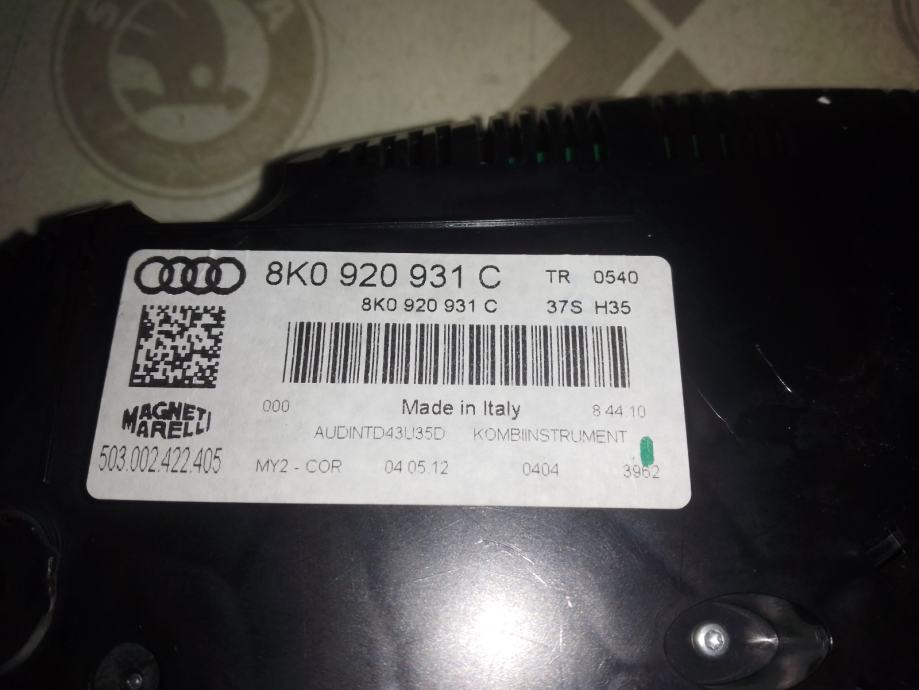 8K0 920 931 C TR 0540
8K0 920 931 C 37S H35
000 Made in Italy 8.44.10
MAGNETI
MARELLI
AUDINTD43U35D KOMBIINSTRUMENT
503.002.422.405 MY2 - COR 04.05.12 0404 3962